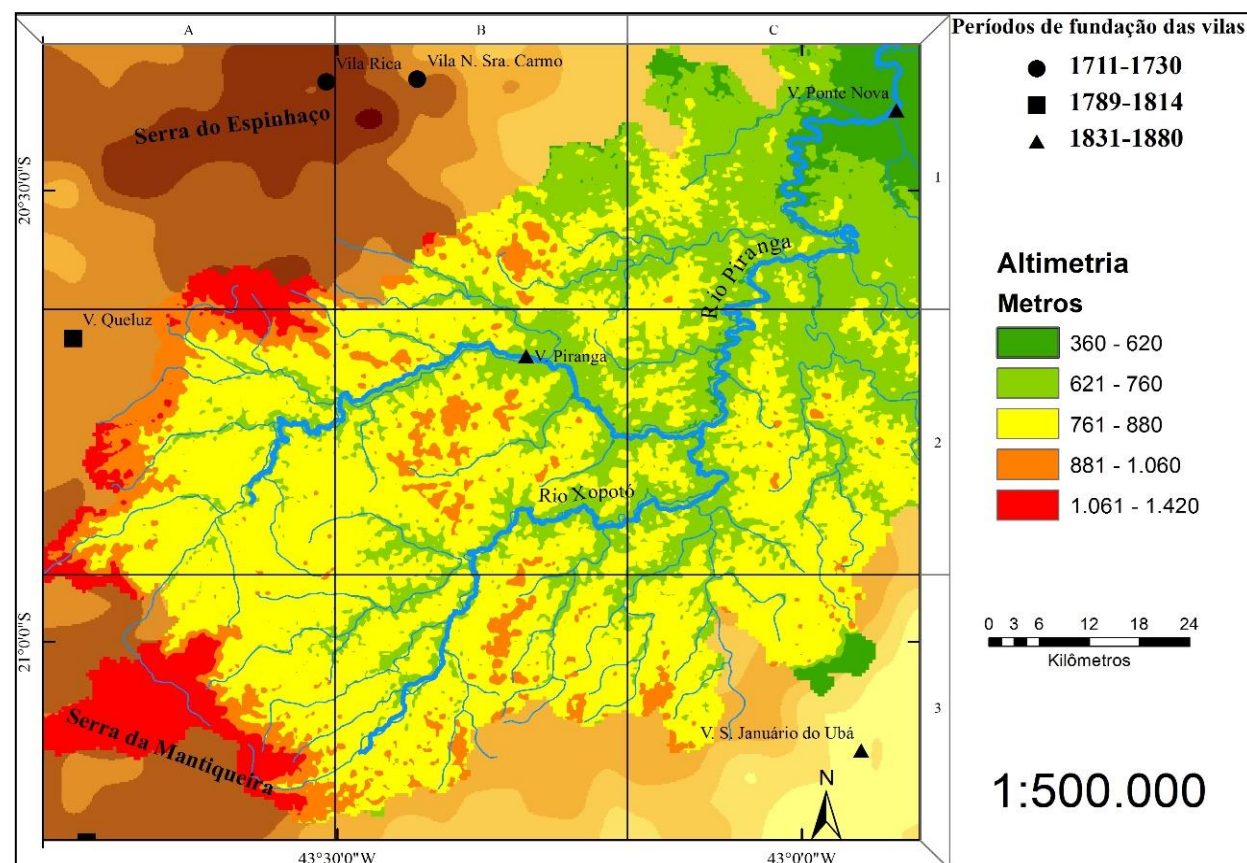 A
B
C
Períodos de fundação das vilas
1711-1730
1789-1814
1831-1880
Vila Rica
Vila N. Sra. Carmo
V. Ponte Nova
Serra do Espinhaço
20°30'0"S
1
Rio Piranga
V. Queluz
V. Piranga
Altimetria
Metros
360 - 620
621 - 760
761 - 880
881 - 1.060
1.061 - 1.420
2
Rio Xopotó
21°0'0"S
0 3 6 12 18 24
Kilômetros
3
Serra da Mantiqueira
V. S. Januário do Ubá
N
1:500.000
43°30'0"W
43°0'0"W